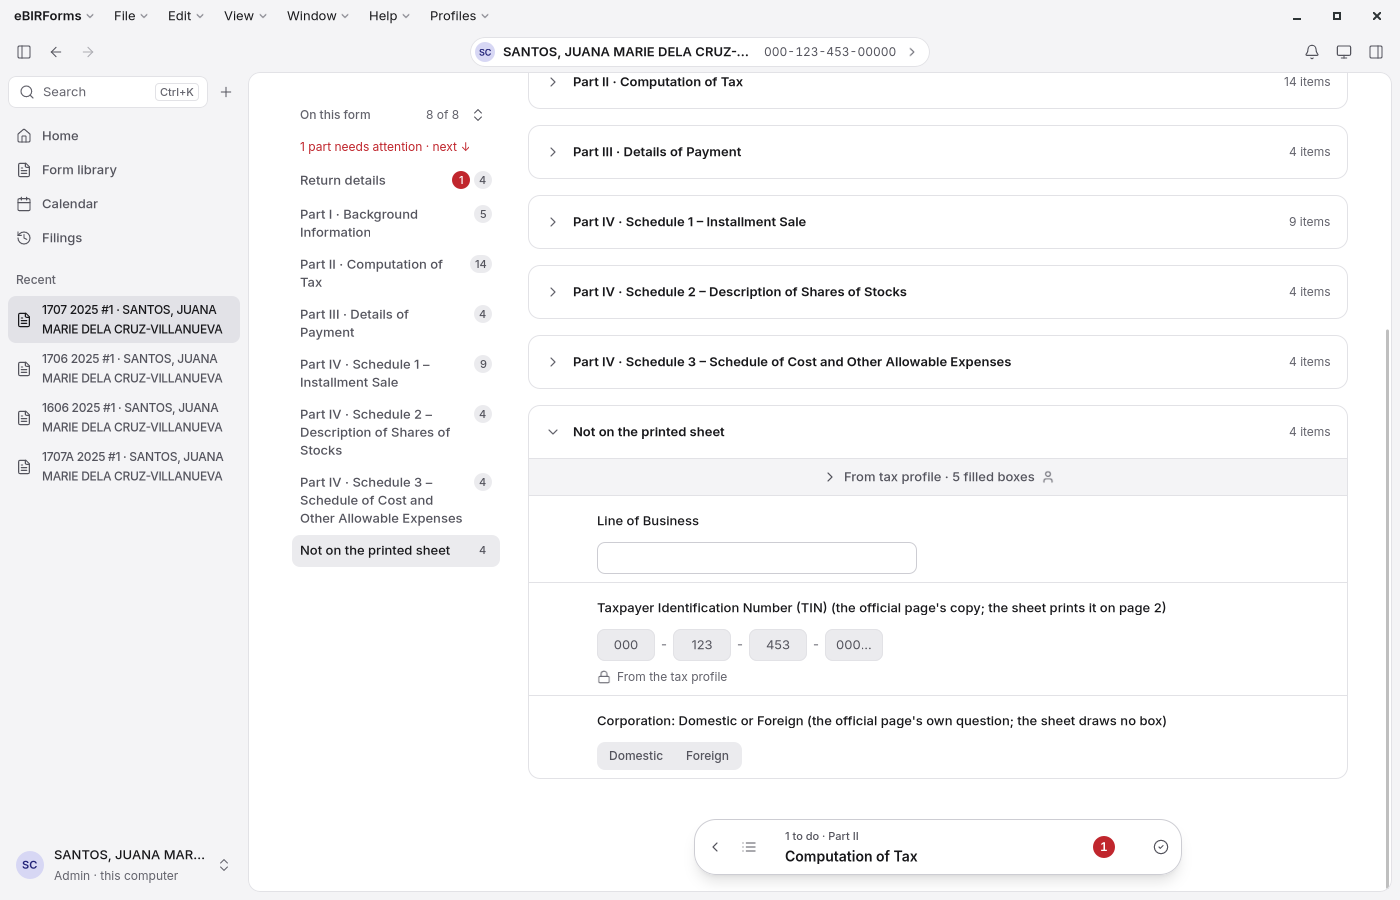 eBIRForms File Edit View Window Help Profiles
SC SANTOS, JUANA MARIE DELA CRUZ-... 000-123-453-00000
Search Ctrl+K
Home
Form library
Calendar
Filings
Recent
1707 2025 #1 · SANTOS, JUANA
MARIE DELA CRUZ-VILLANUEVA
1706 2025 #1 · SANTOS, JUANA
MARIE DELA CRUZ-VILLANUEVA
1606 2025 #1 · SANTOS, JUANA
MARIE DELA CRUZ-VILLANUEVA
1707A 2025 #1 · SANTOS, JUANA
MARIE DELA CRUZ-VILLANUEVA
SC SANTOS, JUANA MAR...
Admin · this computer
On this form 8 of 8
1 part needs attention · next ↓
Return details 1 4
Part I · Background 5
Information
Part II · Computation of 14
Tax
Part III · Details of 4
Payment
Part IV · Schedule 1 – 9
Installment Sale
Part IV · Schedule 2 – 4
Description of Shares of
Stocks
Part IV · Schedule 3 – 4
Schedule of Cost and
Other Allowable Expenses
Not on the printed sheet 4
Part II · Computation of Tax 14 items
Part III · Details of Payment 4 items
Part IV · Schedule 1 – Installment Sale 9 items
Part IV · Schedule 2 – Description of Shares of Stocks 4 items
Part IV · Schedule 3 – Schedule of Cost and Other Allowable Expenses 4 items
Not on the printed sheet 4 items
From tax profile · 5 filled boxes
Line of Business
Taxpayer Identification Number (TIN) (the official page's copy; the sheet prints it on page 2)
000 - 123 - 453 - 000...
From the tax profile
Corporation: Domestic or Foreign (the official page's own question; the sheet draws no box)
Domestic Foreign
1 to do · Part II
Computation of Tax 1